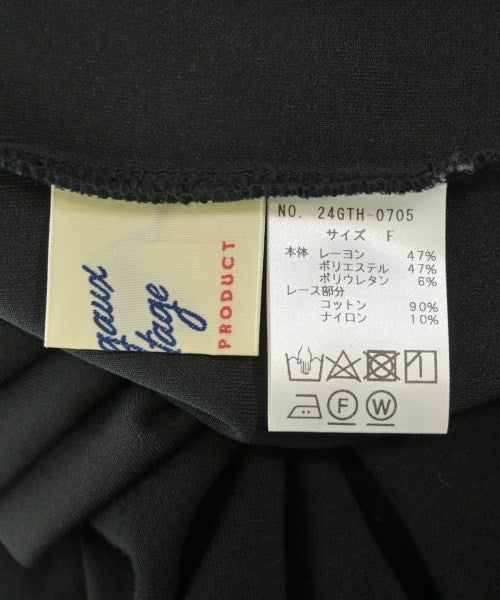 NO. 24GTH-0705
サイズ F
本体 レーヨン 47%
ポリエステル 47%
ポリウレタン 6%
レース部分
コットン 90%
ナイロン 10%
F
W
PRODUCT